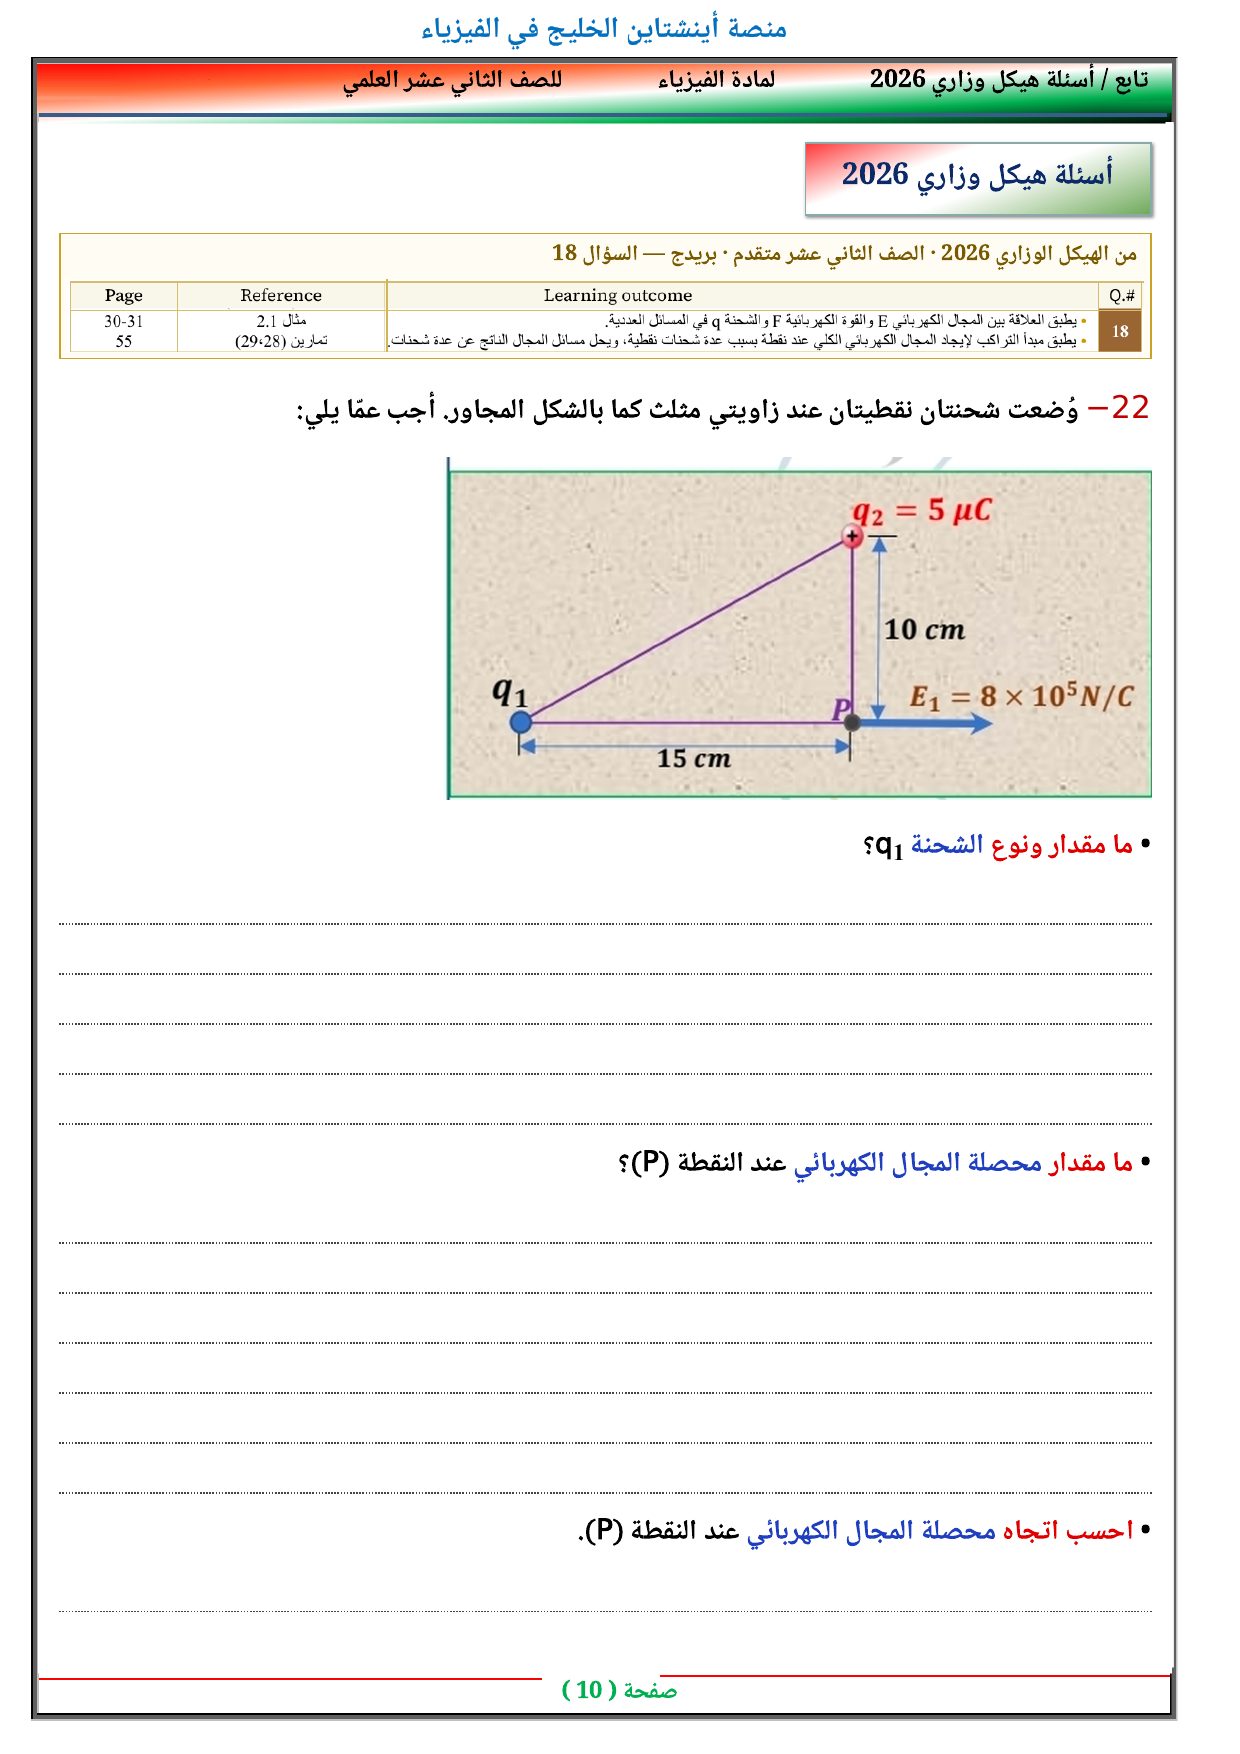 منصة أينشتاين الخليج في الفيزياء
تابع / أسئلة هيكل وزاري 2026 لمادة الفيزياء للصف الثاني عشر العلمي
أسئلة هيكل وزاري 2026
من الهيكل الوزاري 2026 · الصف الثاني عشر متقدم · بريدج — السؤال 18
Q.# Learning outcome Reference Page
18
• يطبق العلاقة بين المجال الكهربائي E والقوة الكهربائية F والشحنة q في المسائل العددية. مثال 2.1 30-31
• يطبق مبدأ التراكب لإيجاد المجال الكهربائي الكلي عند نقطة بسبب عدة شحنات نقطية، ويحل مسائل المجال الناتج عن عدة شحنات. تمارين (28،29) 55
22– وُضعت شحنتان نقطيتان عند زاويتي مثلث كما بالشكل المجاور. أجب عمّا يلي:
q₂ = 5 μC
+
10 cm
q₁
P
E₁ = 8 × 10⁵ N/C
15 cm
• ما مقدار ونوع الشحنة q₁؟
• ما مقدار محصلة المجال الكهربائي عند النقطة (P)؟
• احسب اتجاه محصلة المجال الكهربائي عند النقطة (P).
صفحة ( 10 )